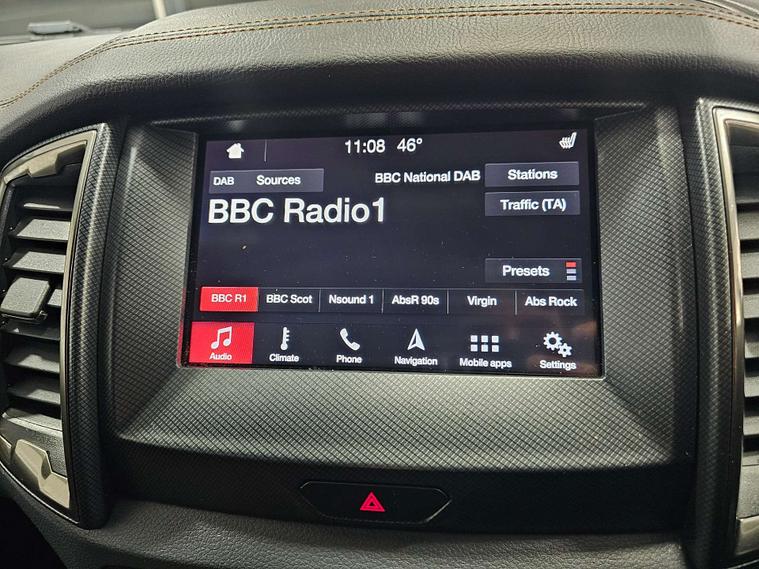 11:08 46°
DAB Sources BBC National DAB Stations
BBC Radio1 Traffic (TA)
Presets
BBC R1 BBC Scot Nsound 1 AbsR 90s Virgin Abs Rock
Audio Climate Phone Navigation Mobile apps Settings